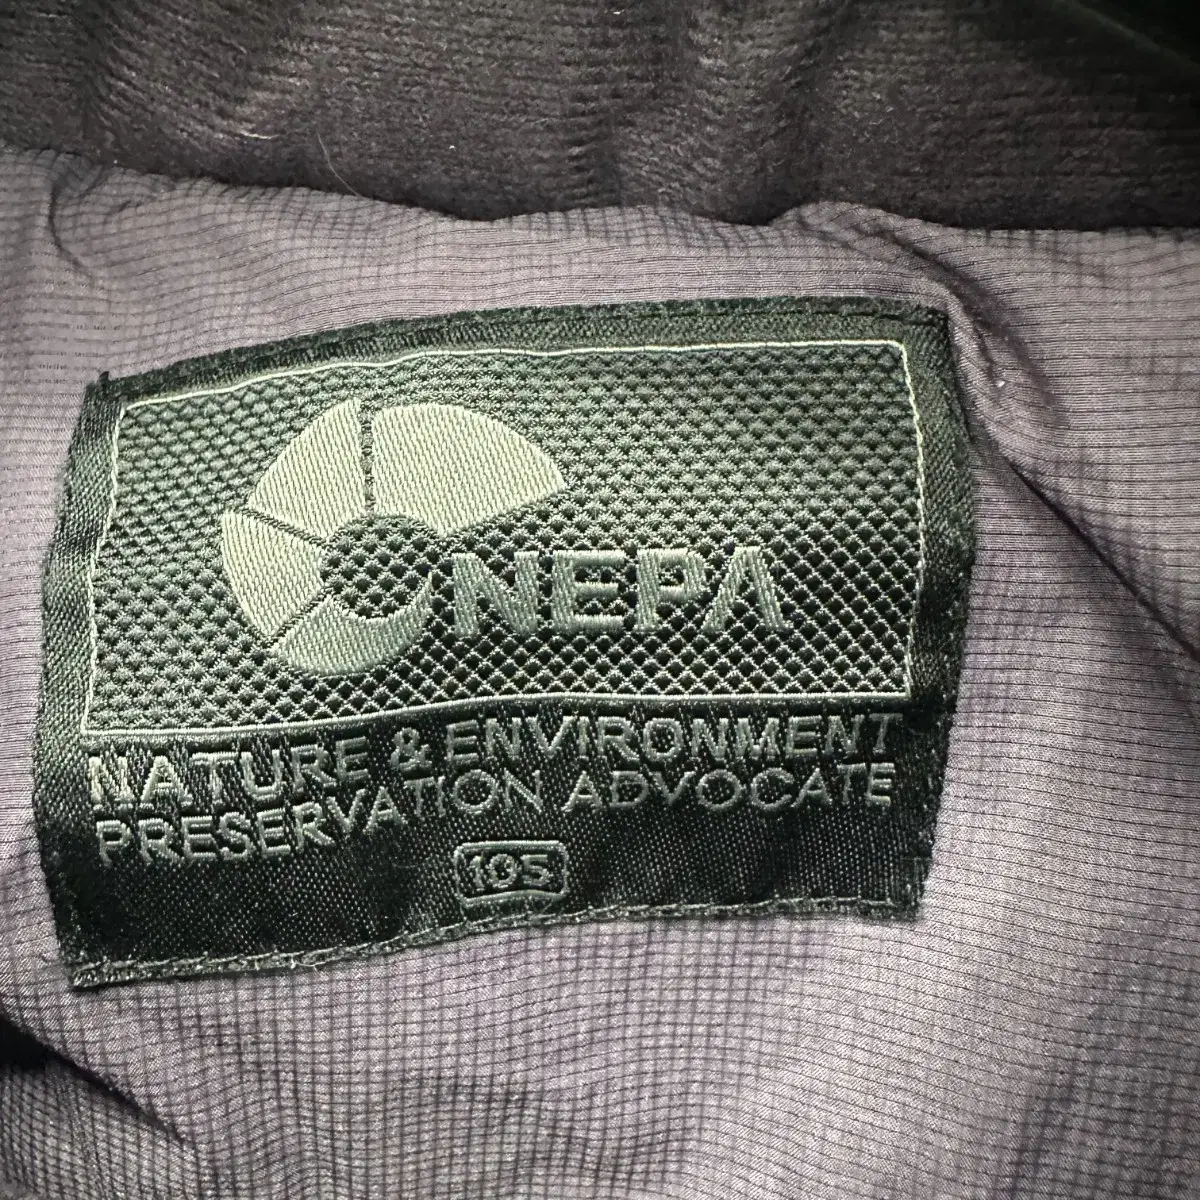 NEPA
NATURE & ENVIRONMENT
PRESERVATION ADVOCATE
105